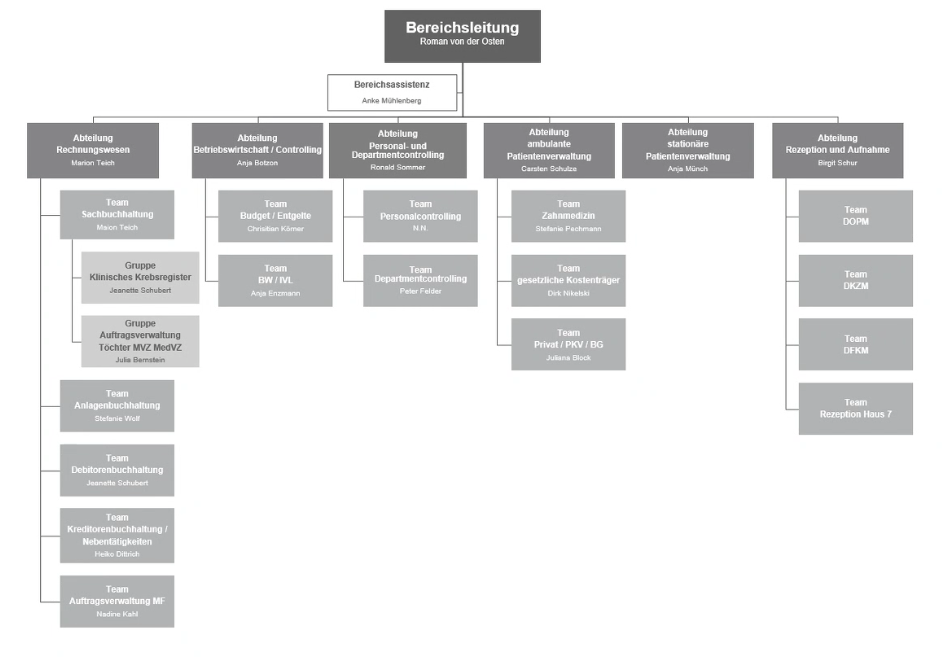 Bereichsleitung
Roman von der Osten
Bereichsassistenz
Anke Mühlenberg
Abteilung
Rechnungswesen
Marion Teich
Abteilung
Betriebswirtschaft / Controlling
Anja Betzon
Abteilung
Personal- und
Departmentcontrolling
Ronald Sommer
Abteilung
ambulante
Patientenverwaltung
Carsten Schulze
Abteilung
stationäre
Patientenverwaltung
Anja Münch
Abteilung
Rezeption und Aufnahme
Birgit Schur
Team
Sachbuchhaltung
Maion Teich
Gruppe
Klinisches Krebsregister
Jeanette Schubert
Gruppe
Auftragsverwaltung
Töchter MVZ MedVZ
Julia Bernstein
Team
Anlagenbuchhaltung
Stefanie Wolf
Team
Debitorenbuchhaltung
Jeanette Schubert
Team
Kreditorenbuchhaltung /
Nebentätigkeiten
Heike Dittrich
Team
Auftragsverwaltung MF
Nadine Kahl
Team
Budget / Entgelte
Christian Körner
Team
BW / IVL
Anja Enzmann
Team
Personalcontrolling
N.N.
Team
Departmentcontrolling
Peter Felder
Team
Zahnmedizin
Stefanie Pachmann
Team
gesetzliche Kostenträger
Dirk Nikelski
Team
Privat / PKV / BG
Juliana Block
Team
DOPM
Team
DKZM
Team
DFKM
Team
Rezeption Haus 7